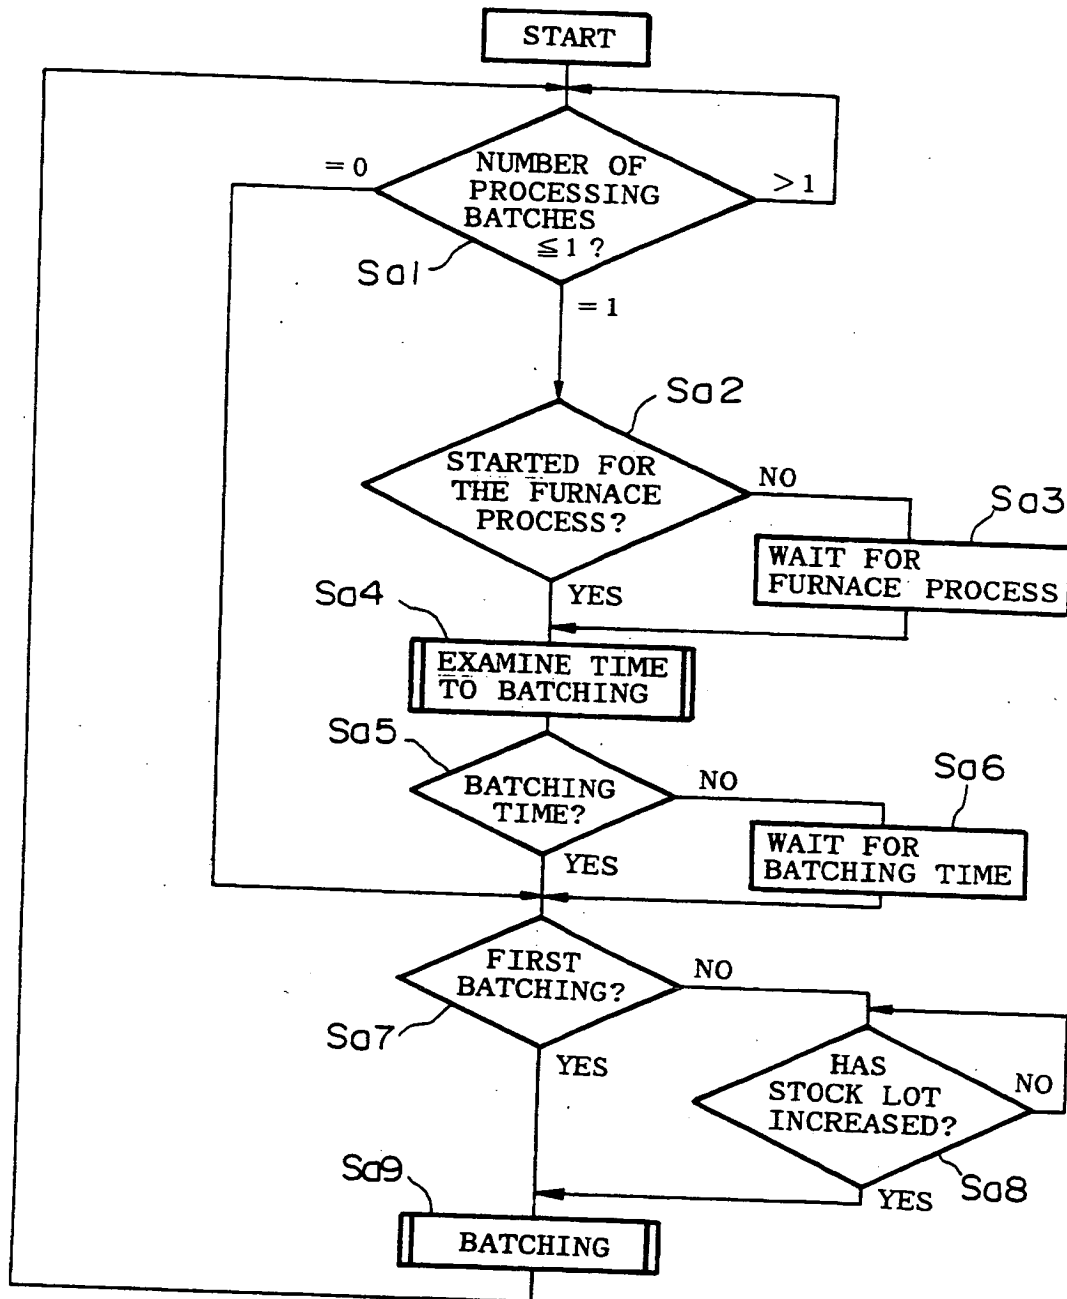 START
= 0
NUMBER OF
PROCESSING
BATCHES
≦ 1 ?
> 1
Sa1
= 1
Sa2
STARTED FOR
THE FURNACE
PROCESS?
NO
Sa3
WAIT FOR
FURNACE PROCESS
YES
Sa4
EXAMINE TIME
TO BATCHING
Sa5
BATCHING
TIME?
NO
Sa6
WAIT FOR
BATCHING TIME
YES
FIRST
BATCHING?
NO
Sa7
YES
HAS
STOCK LOT
INCREASED?
NO
Sa8
YES
Sa9
BATCHING